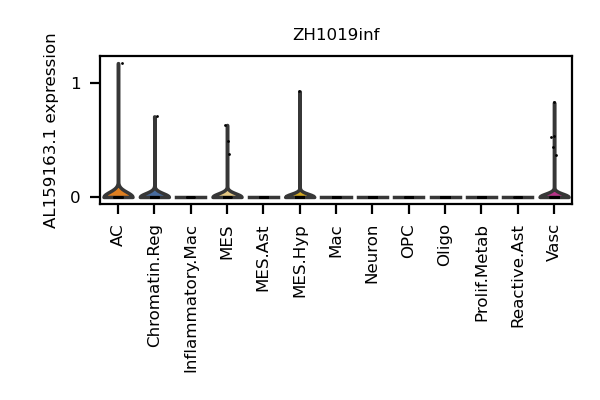 ZH1019inf
AL159163.1 expression
1
0
AC
Chromatin.Reg
Inflammatory.Mac
MES
MES.Ast
MES.Hyp
Mac
Neuron
OPC
Oligo
Prolif.Metab
Reactive.Ast
Vasc